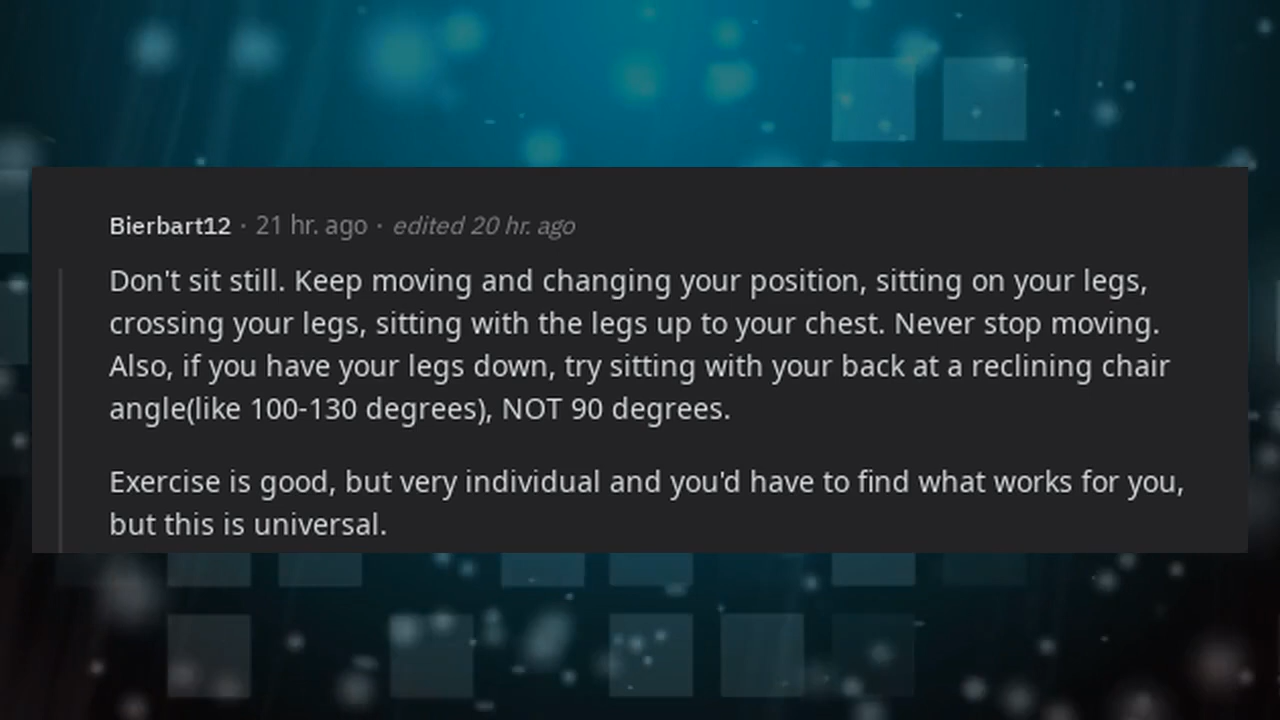 Bierbart12 · 21 hr. ago · edited 20 hr. ago
Don't sit still. Keep moving and changing your position, sitting on your legs,
crossing your legs, sitting with the legs up to your chest. Never stop moving.
Also, if you have your legs down, try sitting with your back at a reclining chair
angle(like 100-130 degrees), NOT 90 degrees.
Exercise is good, but very individual and you'd have to find what works for you,
but this is universal.